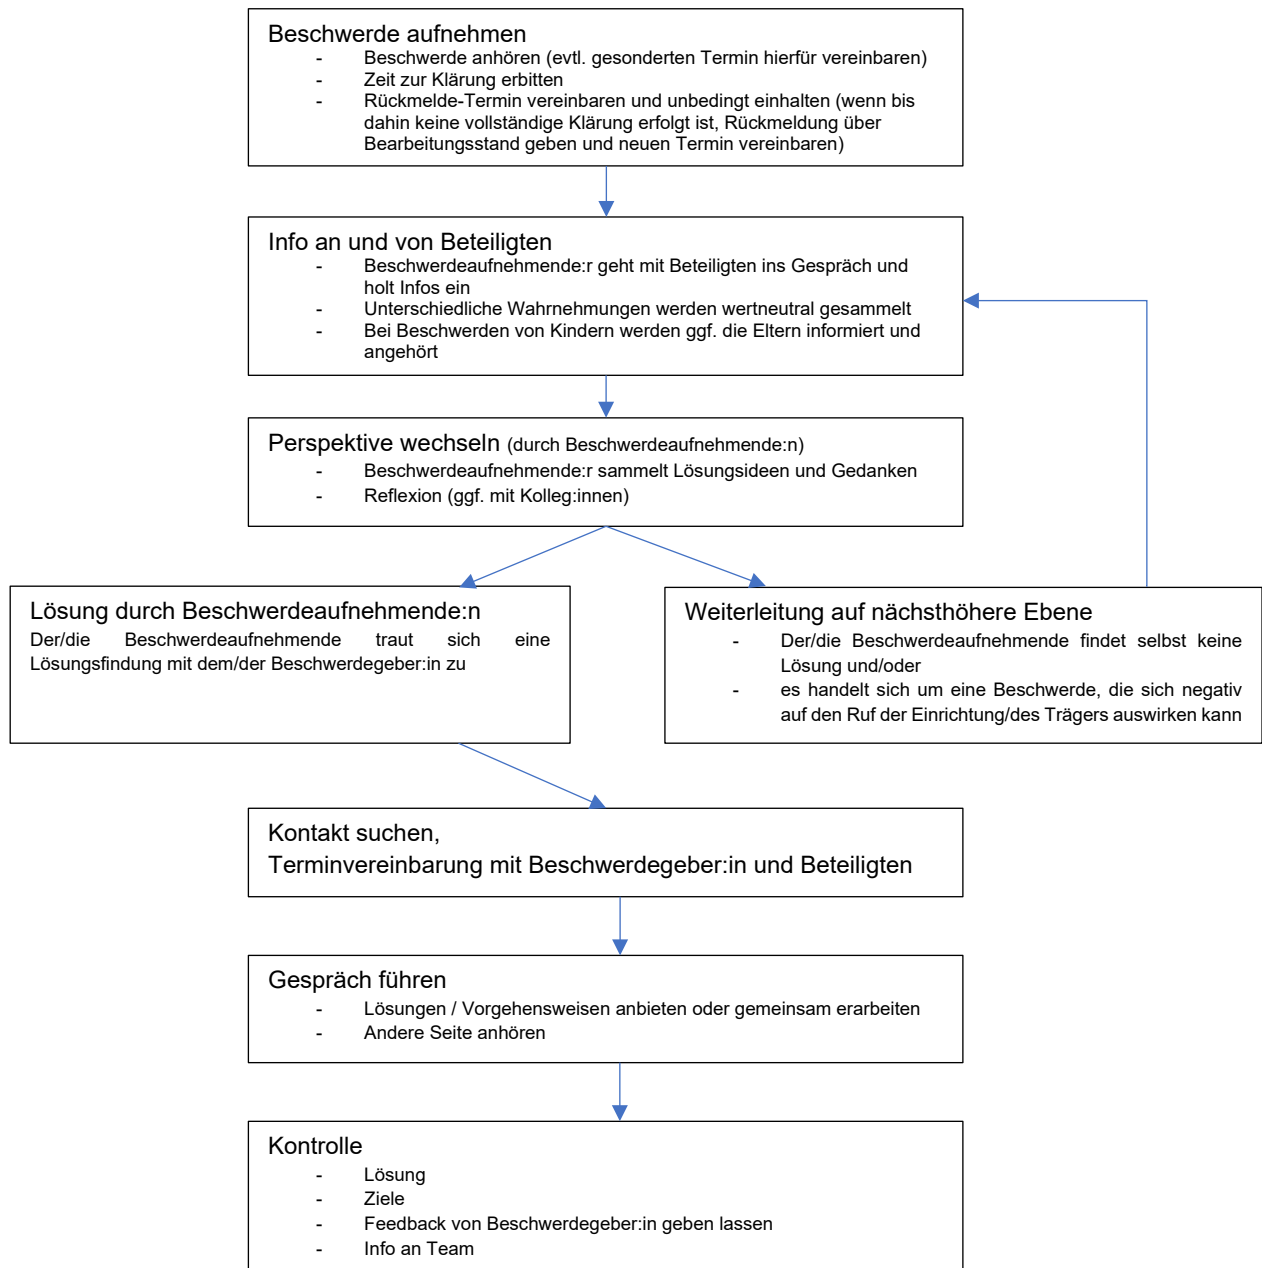 Beschwerde aufnehmen
- Beschwerde anhören (evtl. gesonderten Termin hierfür vereinbaren)
- Zeit zur Klärung erbitten
- Rückmelde-Termin vereinbaren und unbedingt einhalten (wenn bis
dahin keine vollständige Klärung erfolgt ist, Rückmeldung über
Bearbeitungsstand geben und neuen Termin vereinbaren)
Info an und von Beteiligten
- Beschwerdeaufnehmende:r geht mit Beteiligten ins Gespräch und
holt Infos ein
- Unterschiedliche Wahrnehmungen werden wertneutral gesammelt
- Bei Beschwerden von Kindern werden ggf. die Eltern informiert und
angehört
Perspektive wechseln (durch Beschwerdeaufnehmende:n)
- Beschwerdeaufnehmende:r sammelt Lösungsideen und Gedanken
- Reflexion (ggf. mit Kolleg:innen)
Lösung durch Beschwerdeaufnehmende:n
Der/die Beschwerdeaufnehmende traut sich eine
Lösungsfindung mit dem/der Beschwerdegeber:in zu
Weiterleitung auf nächsthöhere Ebene
- Der/die Beschwerdeaufnehmende findet selbst keine
Lösung und/oder
- es handelt sich um eine Beschwerde, die sich negativ
auf den Ruf der Einrichtung/des Trägers auswirken kann
Kontakt suchen,
Terminvereinbarung mit Beschwerdegeber:in und Beteiligten
Gespräch führen
- Lösungen / Vorgehensweisen anbieten oder gemeinsam erarbeiten
- Andere Seite anhören
Kontrolle
- Lösung
- Ziele
- Feedback von Beschwerdegeber:in geben lassen
- Info an Team